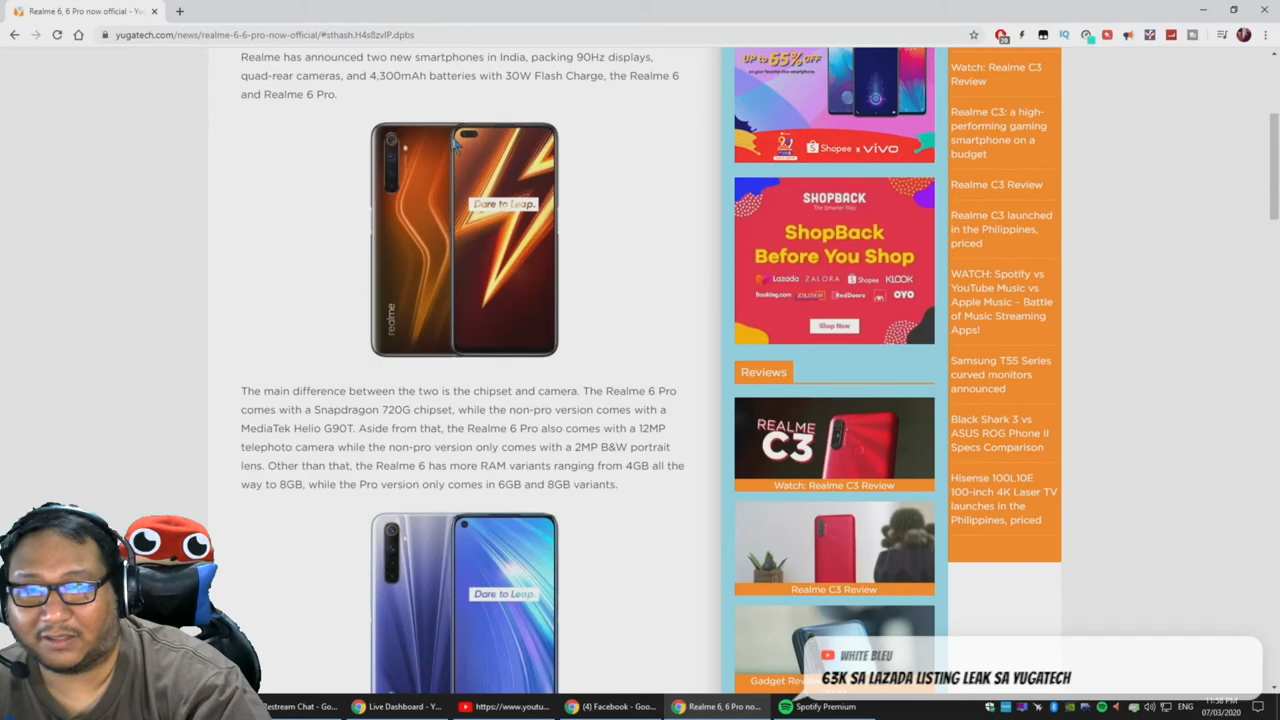 Realme 6, 6 Pro now official - Yu
yugatech.com/news/realme-6-6-pro-now-official/#sthash.H4s8zvIP.dpbs
Realme has announced two new smartphones in India, packing 90Hz displays,
quad-rear cameras, and 4,300mAh batteries with 30W Flash Charge, the Realme 6
and Realme 6 Pro.
Dare to Leap.
realme
The main difference between the two is the chipset and camera. The Realme 6 Pro
comes with a Snapdragon 720G chipset, while the non-pro version comes with a
MediaTek Helio G90T. Aside from that, the Realme 6 Pro also comes with a 12MP
telephoto camera while the non-pro version only comes with a 2MP B&W portrait
lens. Other than that, the Realme 6 has more RAM variants ranging from 4GB all the
way to 8GB, while the Pro version only comes in 6GB and 8GB variants.
Dare to Leap.
UP TO 65% OFF
Shopee x vivo
SHOPBACK
The Smarter Way
ShopBack
Before You Shop
Lazada ZALORA Shopee KLOOK
Booking.com RedDoorz AXA OYO
Shop Now
Reviews
REALME
C3
Watch: Realme C3 Review
Realme C3 Review
Gadget Rev
Watch: Realme C3
Review
Realme C3: a high-
performing gaming
smartphone on a
budget
Realme C3 Review
Realme C3 launched
in the Philippines,
priced
WATCH: Spotify vs
YouTube Music vs
Apple Music – Battle
of Music Streaming
Apps!
Samsung T55 Series
curved monitors
announced
Black Shark 3 vs
ASUS ROG Phone II
Specs Comparison
Hisense 100L10E
100-inch 4K Laser TV
launches in the
Philippines, priced
WHITE BLEU
63K SA LAZADA LISTING LEAK SA YUGATECH
estream Chat - Go...
Live Dashboard - Y...
https://www.youtu...
(4) Facebook - Goo...
Realme 6, 6 Pro no...
Spotify Premium
ENG
11:58 PM
07/03/2020